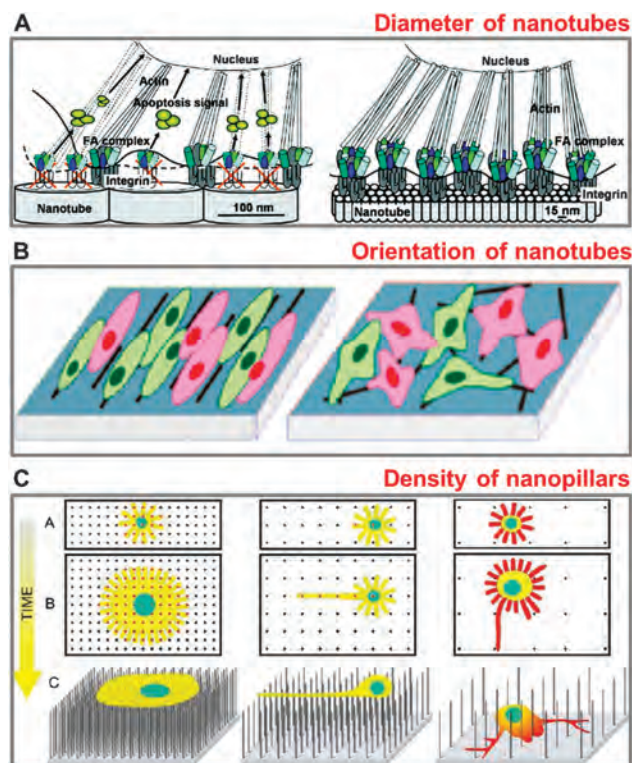 A
Diameter of nanotubes
Nucleus
Actin
Apoptosis signal
FA complex
Integrin
Nanotube
100 nm
Nucleus
Actin
FA complex
Integrin
Nanotube
15 nm
B
Orientation of nanotubes
C
Density of nanopillars
TIME
A
B
C